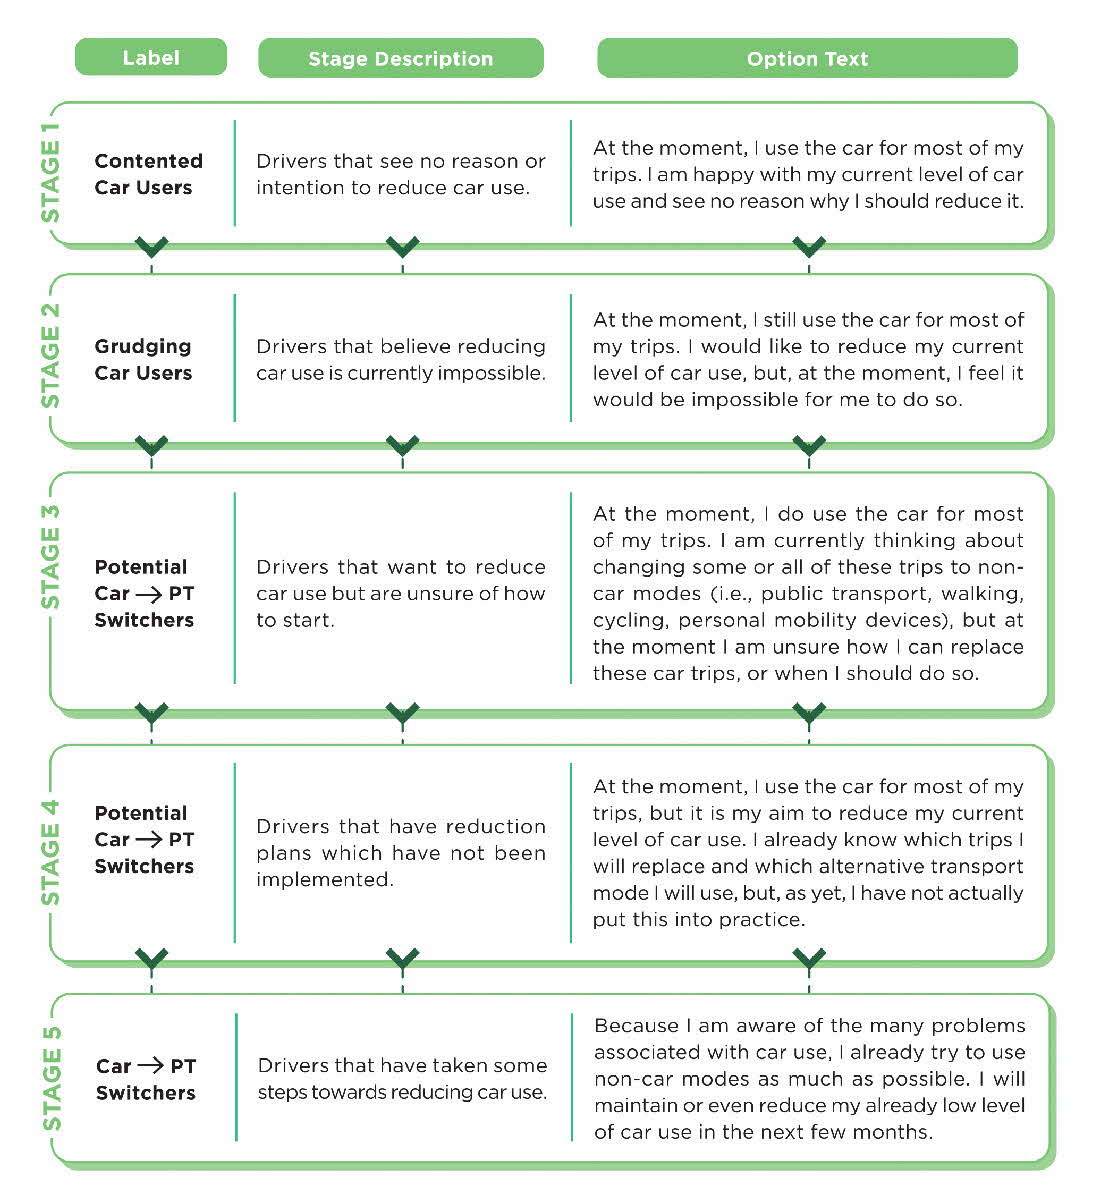 Label
Stage Description
Option Text
STAGE 1
Contented
Car Users
Drivers that see no reason or
intention to reduce car use.
At the moment, I use the car for most of my
trips. I am happy with my current level of car
use and see no reason why I should reduce it.
STAGE 2
Grudging
Car Users
Drivers that believe reducing
car use is currently impossible.
At the moment, I still use the car for most of
my trips. I would like to reduce my current
level of car use, but, at the moment, I feel it
would be impossible for me to do so.
STAGE 3
Potential
Car → PT
Switchers
Drivers that want to reduce
car use but are unsure of how
to start.
At the moment, I do use the car for most
of my trips. I am currently thinking about
changing some or all of these trips to non-
car modes (i.e., public transport, walking,
cycling, personal mobility devices), but at
the moment I am unsure how I can replace
these car trips, or when I should do so.
STAGE 4
Potential
Car → PT
Switchers
Drivers that have reduction
plans which have not been
implemented.
At the moment, I use the car for most of my
trips, but it is my aim to reduce my current
level of car use. I already know which trips I
will replace and which alternative transport
mode I will use, but, as yet, I have not actually
put this into practice.
STAGE 5
Car → PT
Switchers
Drivers that have taken some
steps towards reducing car use.
Because I am aware of the many problems
associated with car use, I already try to use
non-car modes as much as possible. I will
maintain or even reduce my already low level
of car use in the next few months.